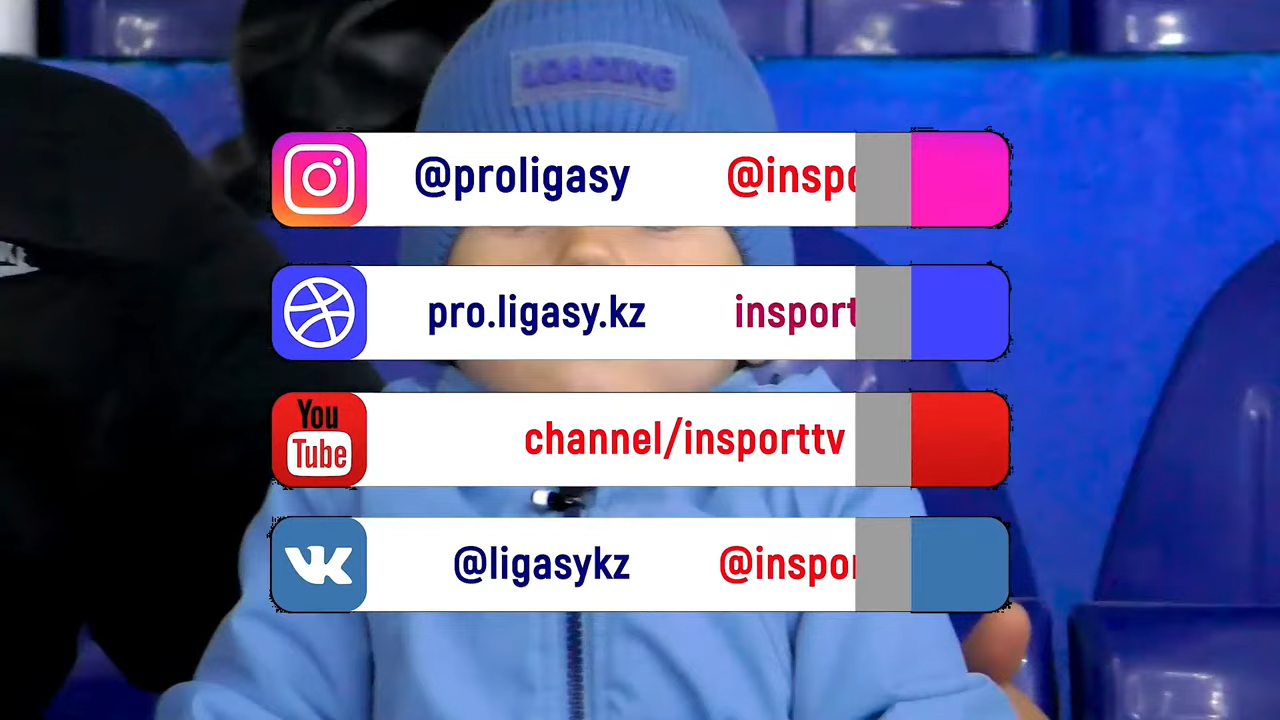 LOADING
@proligasy @inspo
pro.ligasy.kz insport
You
Tube
channel/insporttv
@ligasykz @inspor